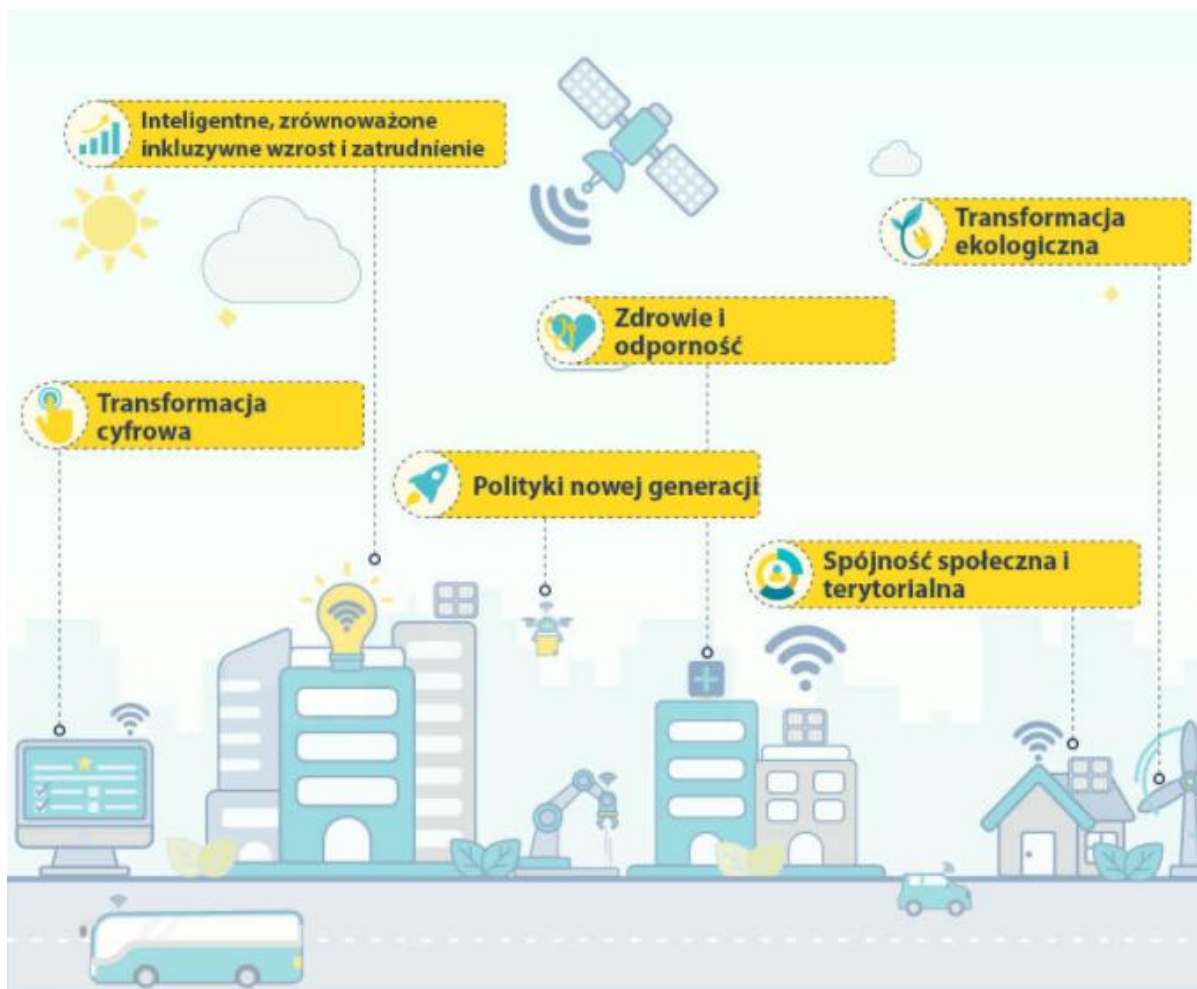 Inteligentne, zrównoważone
inkluzywne wzrost i zatrudnienie
Transformacja
ekologiczna
Zdrowie i
odporność
Transformacja
cyfrowa
Polityki nowej generacji
Spójność społeczna i
terytorialna